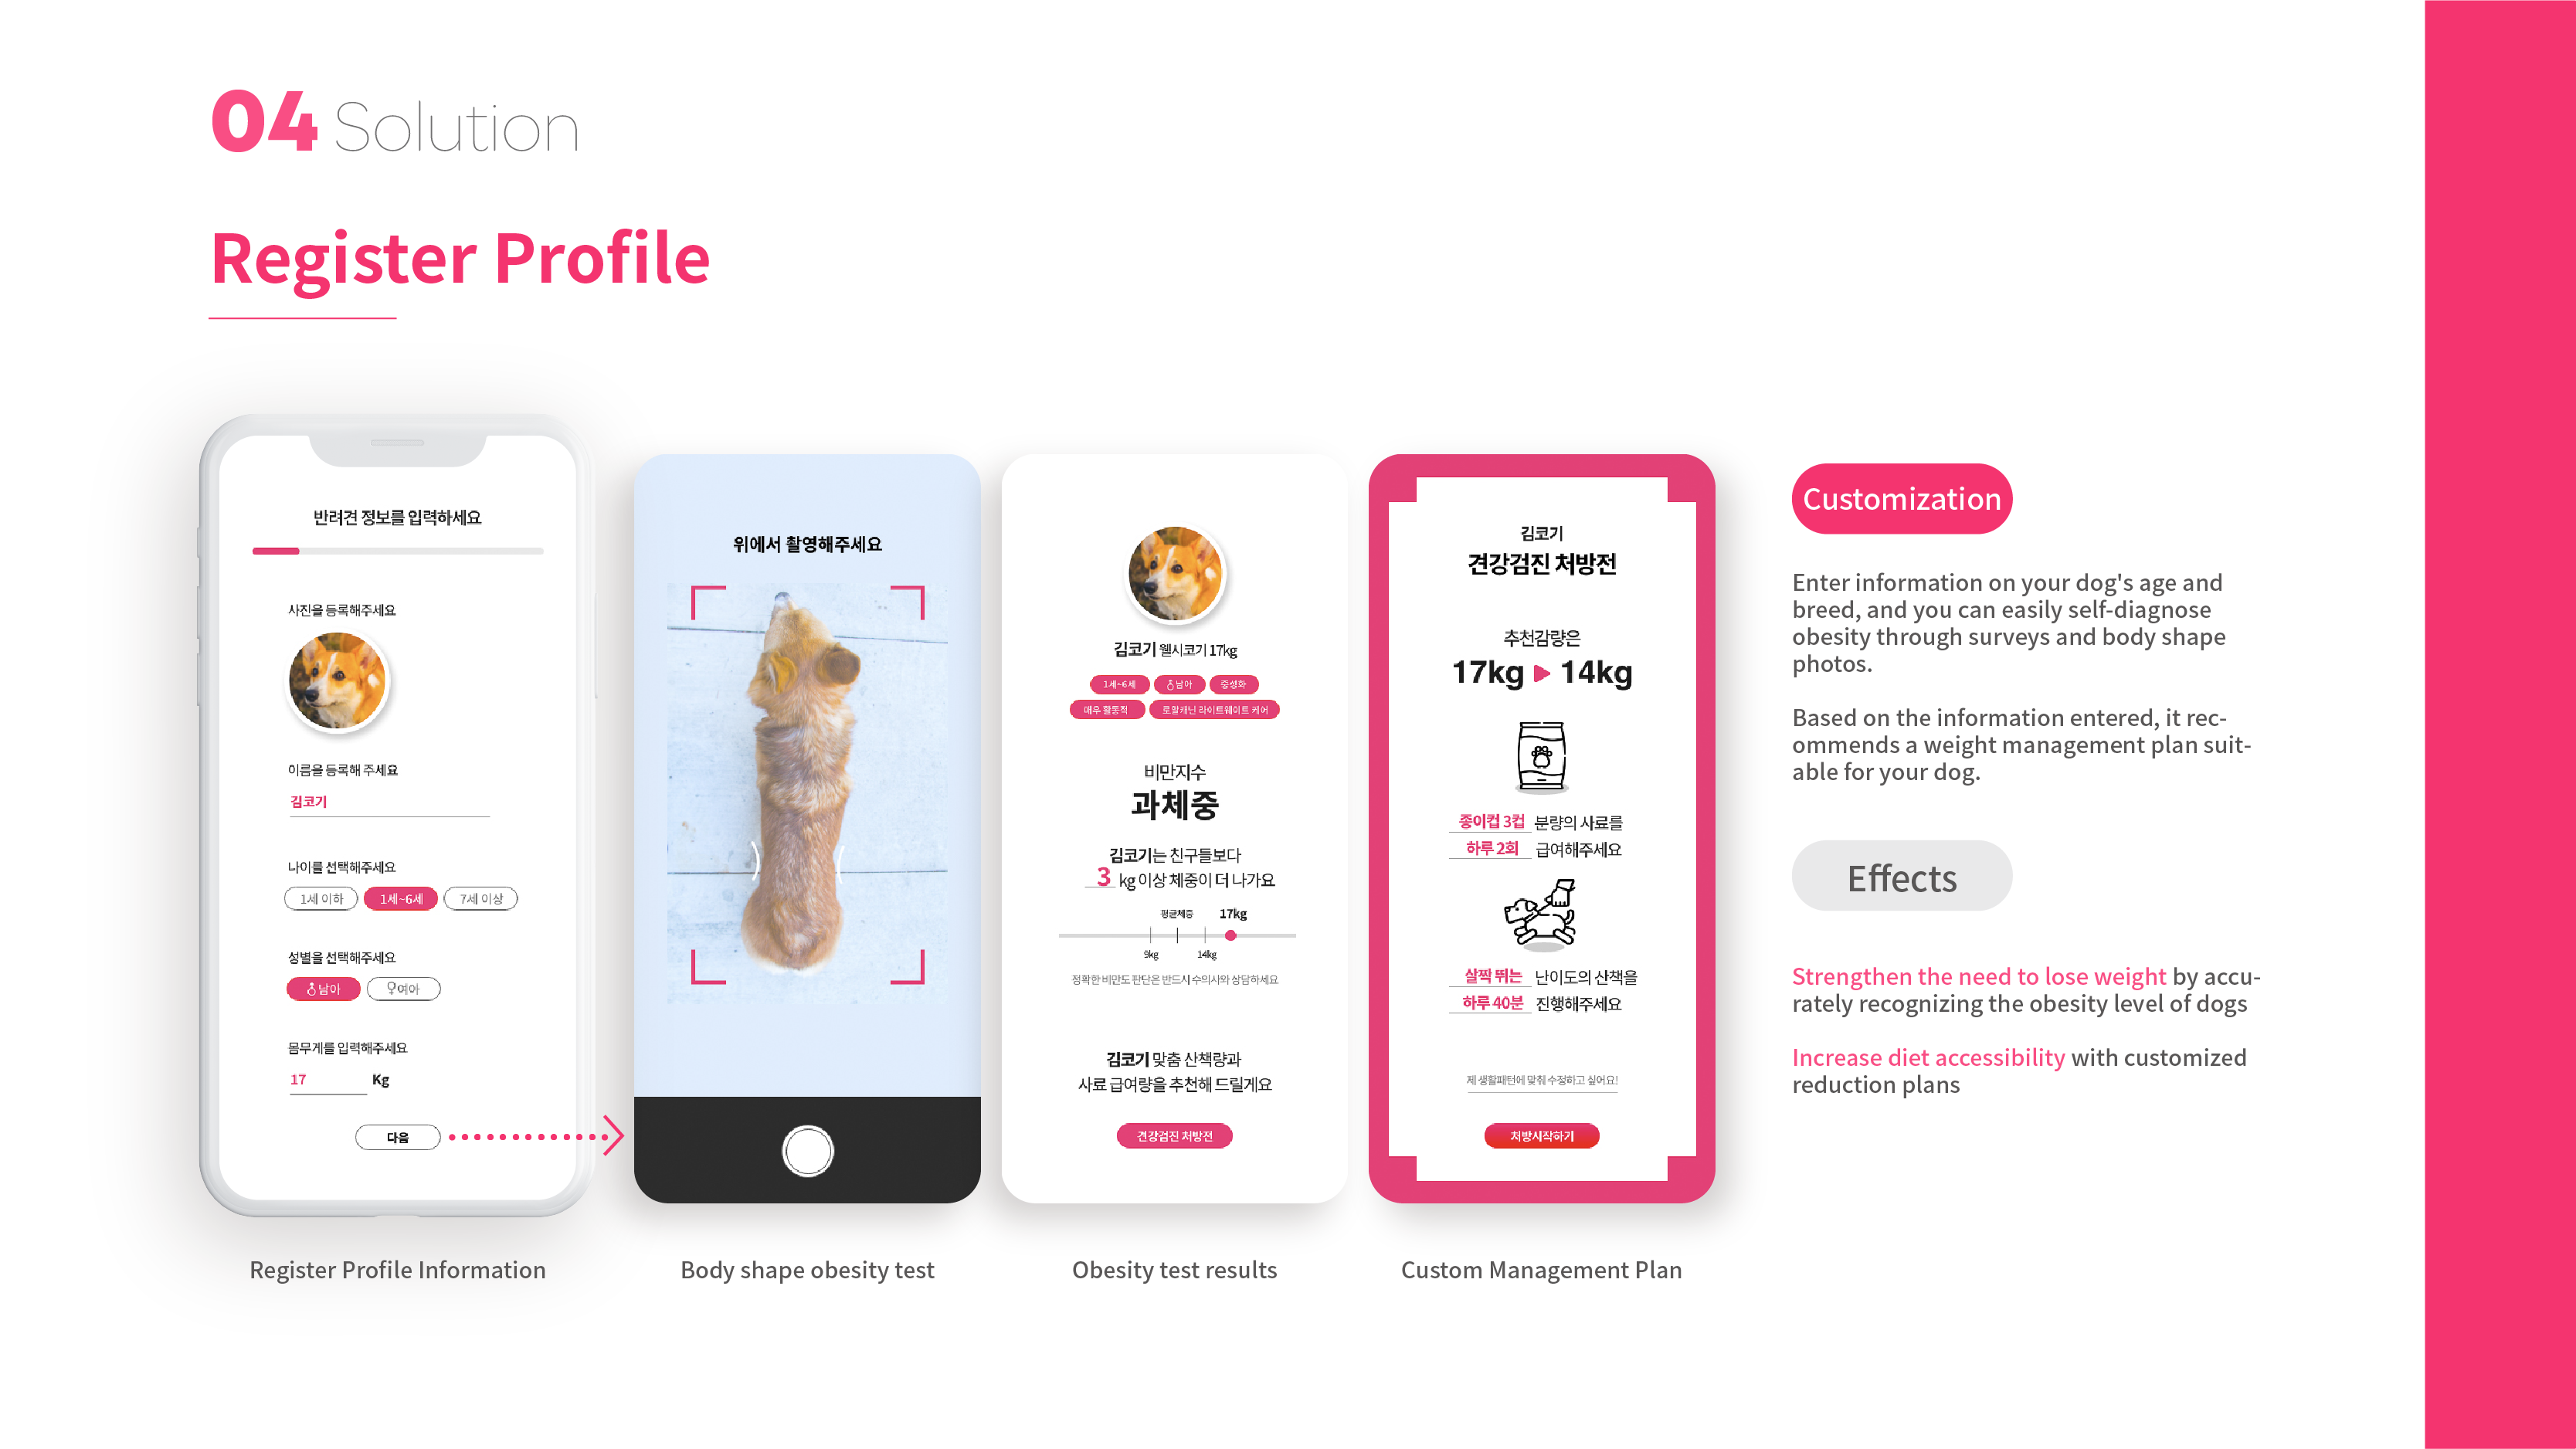 04 Solution
Register Profile
반려견 정보를 입력하세요
사진을 등록해주세요
이름을 등록해 주세요
김코기
나이를 선택해주세요
1세 이하 1세~6세 7세 이상
성별을 선택해주세요
♂남아 ♀여아
몸무게를 입력해주세요
17 Kg
다음
Register Profile Information
위에서 촬영해주세요
Body shape obesity test
김코기 웰시코기 17kg
1세~6세 ♂남아 중성화
매우 활동적 로얄캐닌 라이트웨이트 케어
비만지수
과체중
김코기는 친구들보다
3 kg 이상 체중이 더 나가요
평균체중 17kg
9kg 14kg
정확한 비만도 판단은 반드시 수의사와 상담하세요
김코기 맞춤 산책량과
사료 급여량을 추천해 드릴게요
견강검진 처방전
Obesity test results
김코기
견강검진 처방전
추천감량은
17kg ▶ 14kg
종이컵 3컵 분량의 사료를
하루 2회 급여해주세요
살짝 뛰는 난이도의 산책을
하루 40분 진행해주세요
제 생활패턴에 맞춰 수정하고 싶어요!
처방시작하기
Custom Management Plan
Customization
Enter information on your dog's age and
breed, and you can easily self-diagnose
obesity through surveys and body shape
photos.
Based on the information entered, it rec-
ommends a weight management plan suit-
able for your dog.
Effects
Strengthen the need to lose weight by accu-
rately recognizing the obesity level of dogs
Increase diet accessibility with customized
reduction plans